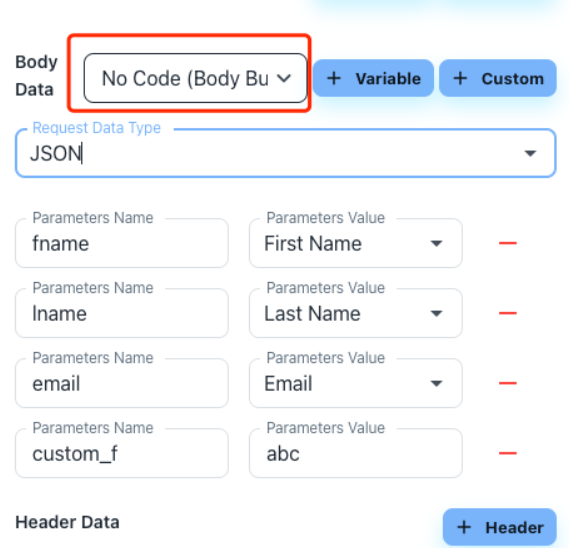 Body Data
No Code (Body Bu
+ Variable
+ Custom
Request Data Type
JSON
Parameters Name
Parameters Value
fname
First Name
Parameters Name
Parameters Value
lname
Last Name
Parameters Name
Parameters Value
email
Email
Parameters Name
Parameters Value
custom_f
abc
Header Data
+ Header